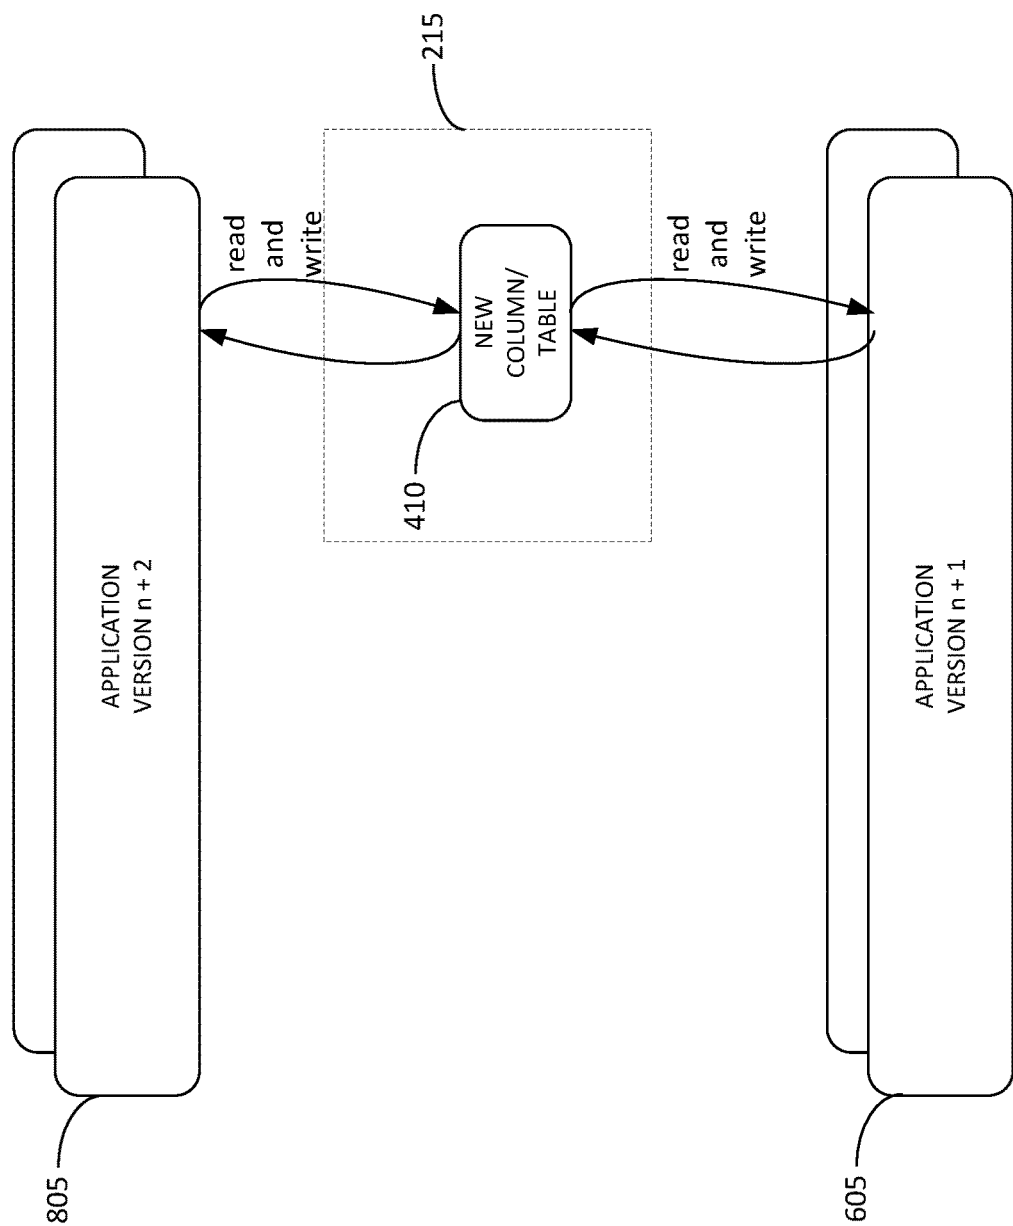 805
APPLICATION
VERSION n + 2
read
and
write
215
410
NEW
COLUMN/
TABLE
read
and
write
605
APPLICATION
VERSION n + 1